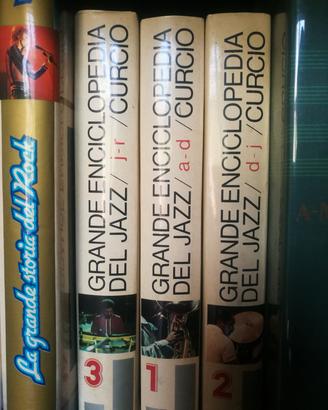 La grande storia del Rock
GRANDE ENCICLOPEDIA
DEL JAZZ / j-r / CURCIO
3
GRANDE ENCICLOPEDIA
DEL JAZZ / a-d / CURCIO
1
GRANDE ENCICLOPEDIA
DEL JAZZ / d-j / CURCIO
2